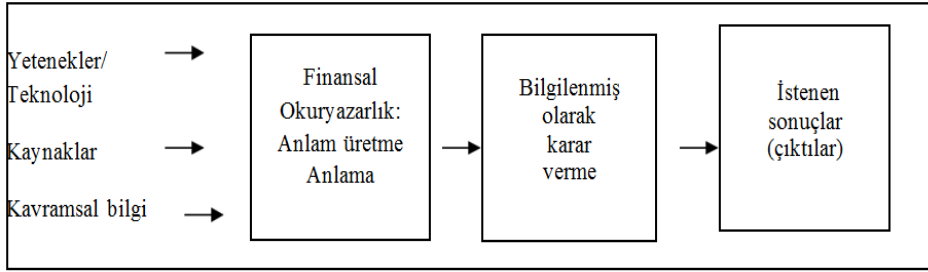 Yetenekler/
Teknoloji
Kaynaklar
Kavramsal bilgi
Finansal
Okuryazarlık:
Anlam üretme
Anlama
Bilgilenmiş
olarak
karar
verme
İstenen
sonuçlar
(çıktılar)